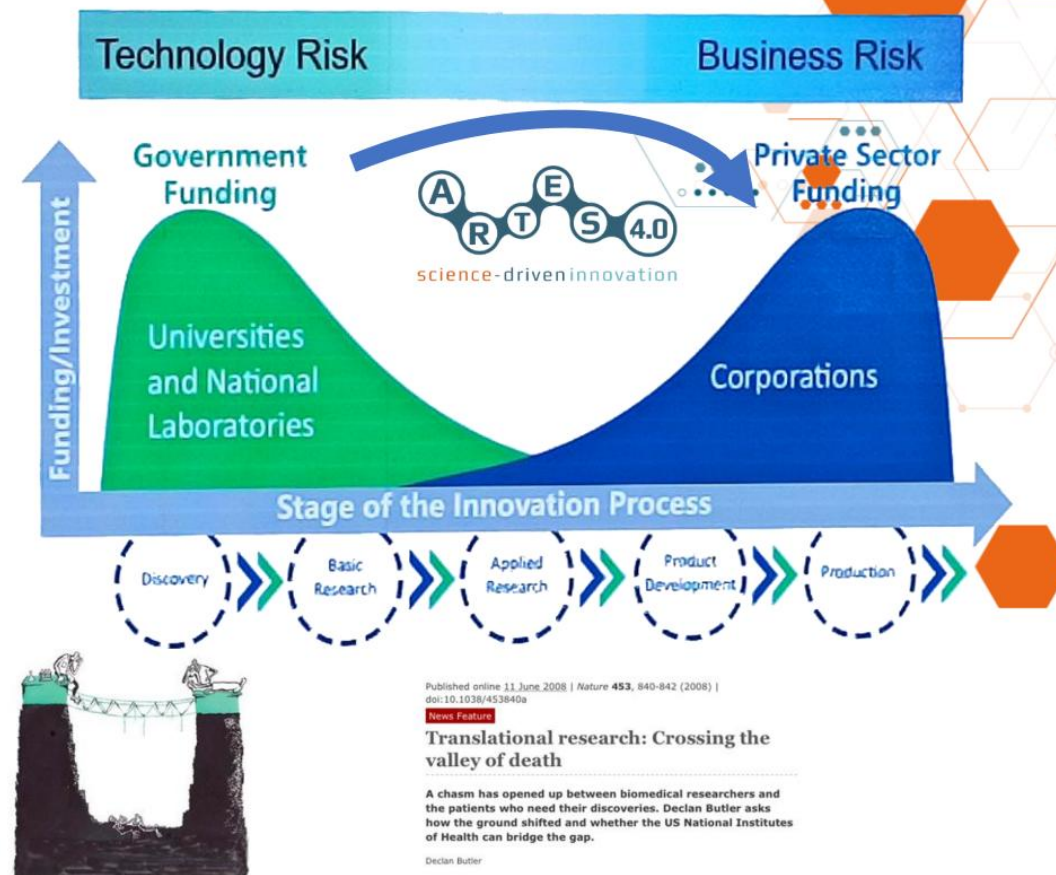 Technology Risk
Business Risk
Government
Funding
Private Sector
Funding
ARTES 4.0
science-driven innovation
Funding/Investment
Universities
and National
Laboratories
Corporations
Stage of the Innovation Process
Discovery
Basic
Research
Applied
Research
Product
Development
Production
Published online 11 June 2008 | Nature 453, 840-842 (2008) |
doi:10.1038/453840a
News Feature
Translational research: Crossing the
valley of death
A chasm has opened up between biomedical researchers and
the patients who need their discoveries. Declan Butler asks
how the ground shifted and whether the US National Institutes
of Health can bridge the gap.
Declan Butler